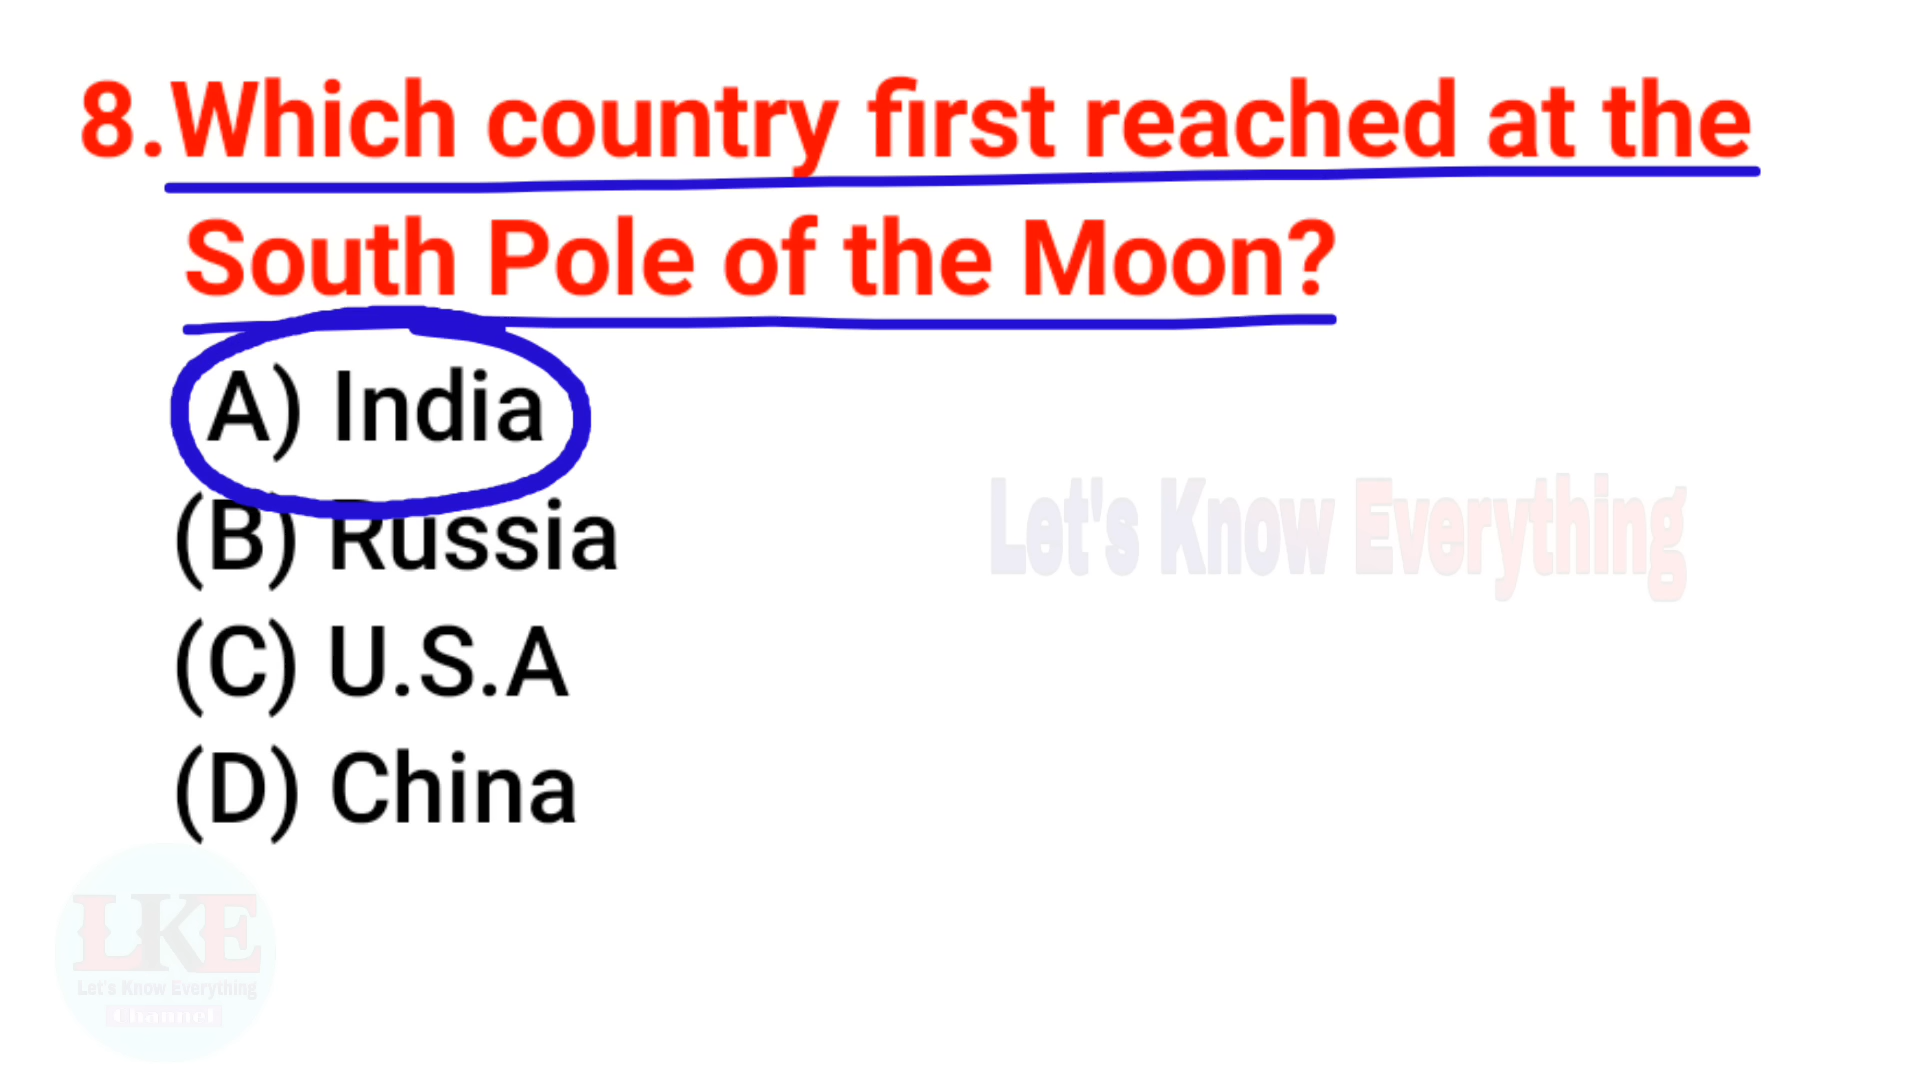 8.Which country first reached at the
South Pole of the Moon?
A) India
(B) Russia
Let's Know Everything
(C) U.S.A
(D) China
LKE
Let's Know Everything
Channel